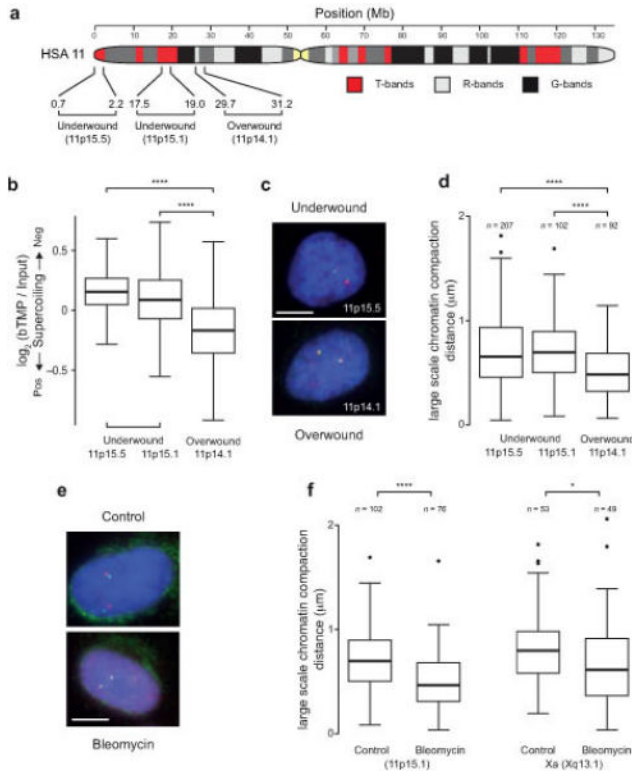 a
Position (Mb)
0 10 20 30 40 50 60 70 80 90 100 110 120 130
HSA 11
T-bands R-bands G-bands
0.7 2.2 17.5 19.0 29.7 31.2
Underwound Underwound Overwound
(11p15.5) (11p15.1) (11p14.1)
b
**** 
****
log2 (bTMP / Input)
Pos ← Supercoiling → Neg
0.5
0
−0.5
Underwound Overwound
11p15.5 11p15.1 11p14.1
c
Underwound
11p15.5
11p14.1
Overwound
d
****
****
n = 207 n = 102 n = 92
large scale chromatin compaction
distance (μm)
2
1
0
Underwound Overwound
11p15.5 11p15.1 11p14.1
e
Control
Bleomycin
f
**** *
n = 102 n = 76 n = 53 n = 49
large scale chromatin compaction
distance (μm)
2
1
0
Control Bleomycin Control Bleomycin
(11p15.1) Xa (Xq13.1)